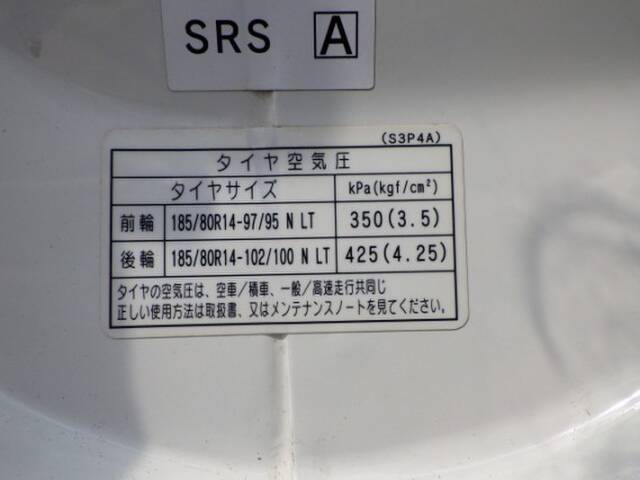 SRS A
(S3P4A)
タイヤ空気圧
タイヤサイズ kPa(kgf/cm²)
前輪 185/80R14-97/95 N LT 350(3.5)
後輪 185/80R14-102/100 N LT 425(4.25)
タイヤの空気圧は、空車／積車、一般／高速走行共同じ
正しい使用方法は取扱書、又はメンテナンスノートを見てください。